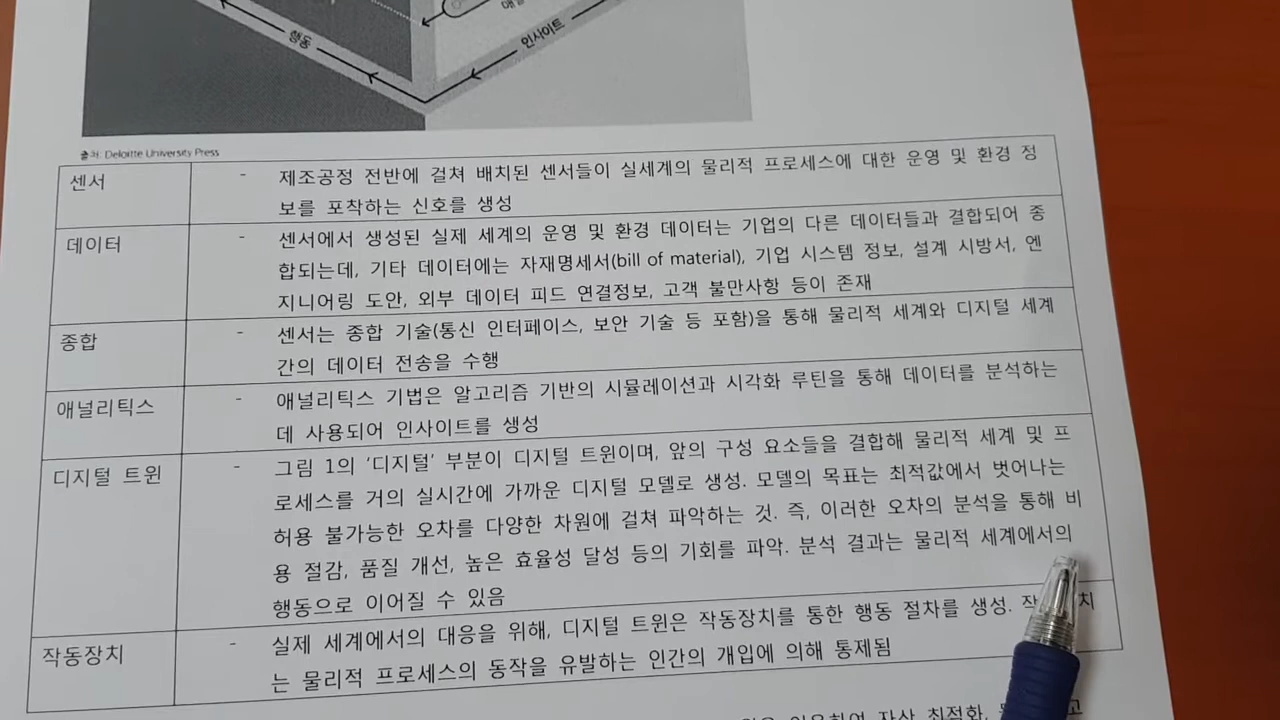 행동
인사이트
출처: Deloitte University Press
센서
- 제조공정 전반에 걸쳐 배치된 센서들이 실세계의 물리적 프로세스에 대한 운영 및 환경 정
보를 포착하는 신호를 생성
데이터
- 센서에서 생성된 실제 세계의 운영 및 환경 데이터는 기업의 다른 데이터들과 결합되어 종
합되는데, 기타 데이터에는 자재명세서(bill of material), 기업 시스템 정보, 설계 시방서, 엔
지니어링 도안, 외부 데이터 피드 연결정보, 고객 불만사항 등이 존재
종합
- 센서는 종합 기술(통신 인터페이스, 보안 기술 등 포함)을 통해 물리적 세계와 디지털 세계
간의 데이터 전송을 수행
애널리틱스
- 애널리틱스 기법은 알고리즘 기반의 시뮬레이션과 시각화 루틴을 통해 데이터를 분석하는
데 사용되어 인사이트를 생성
디지털 트윈
- 그림 1의 ‘디지털’ 부분이 디지털 트윈이며, 앞의 구성 요소들을 결합해 물리적 세계 및 프
로세스를 거의 실시간에 가까운 디지털 모델로 생성. 모델의 목표는 최적값에서 벗어나는
허용 불가능한 오차를 다양한 차원에 걸쳐 파악하는 것. 즉, 이러한 오차의 분석을 통해 비
용 절감, 품질 개선, 높은 효율성 달성 등의 기회를 파악. 분석 결과는 물리적 세계에서의
행동으로 이어질 수 있음
작동장치
- 실제 세계에서의 대응을 위해, 디지털 트윈은 작동장치를 통한 행동 절차를 생성. 작 치
는 물리적 프로세스의 동작을 유발하는 인간의 개입에 의해 통제됨
이용하여 자산 최적화,